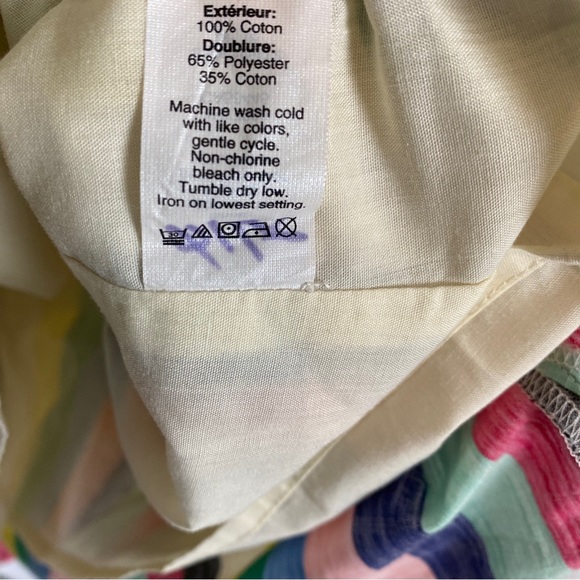 Extérieur:
100% Coton
Doublure:
65% Polyester
35% Coton
Machine wash cold
with like colors,
gentle cycle.
Non-chlorine
bleach only.
Tumble dry low.
Iron on lowest setting.